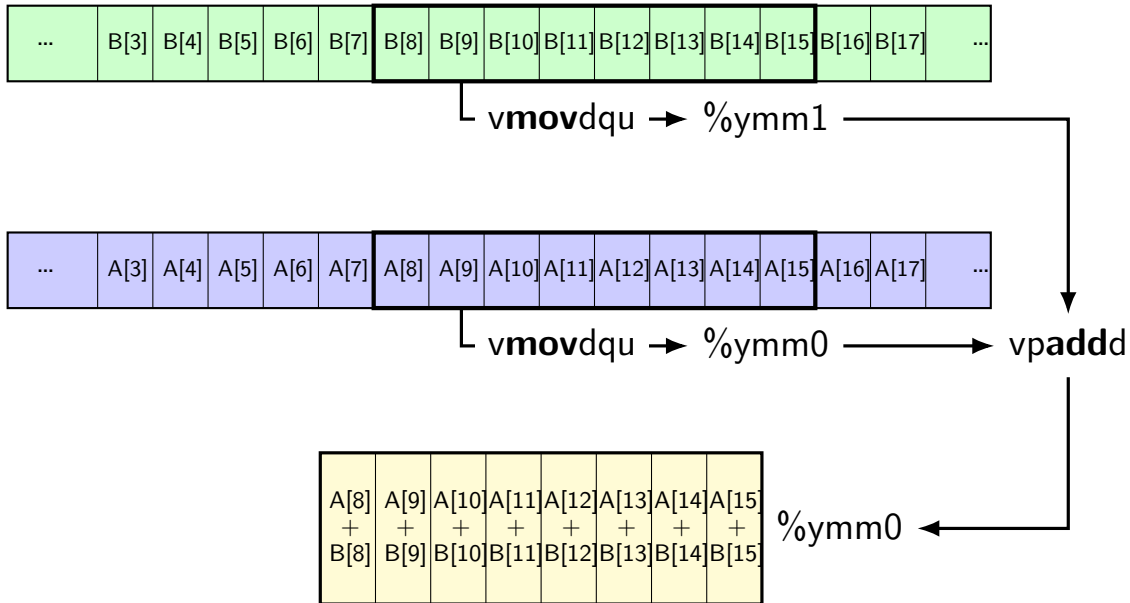 ... B[3] B[4] B[5] B[6] B[7] B[8] B[9] B[10] B[11] B[12] B[13] B[14] B[15] B[16] B[17] ...
vmovdqu %ymm1
... A[3] A[4] A[5] A[6] A[7] A[8] A[9] A[10] A[11] A[12] A[13] A[14] A[15] A[16] A[17] ...
vmovdqu %ymm0 vpaddd
A[8] A[9] A[10] A[11] A[12] A[13] A[14] A[15]
+ + + + + + + +
B[8] B[9] B[10] B[11] B[12] B[13] B[14] B[15]
%ymm0